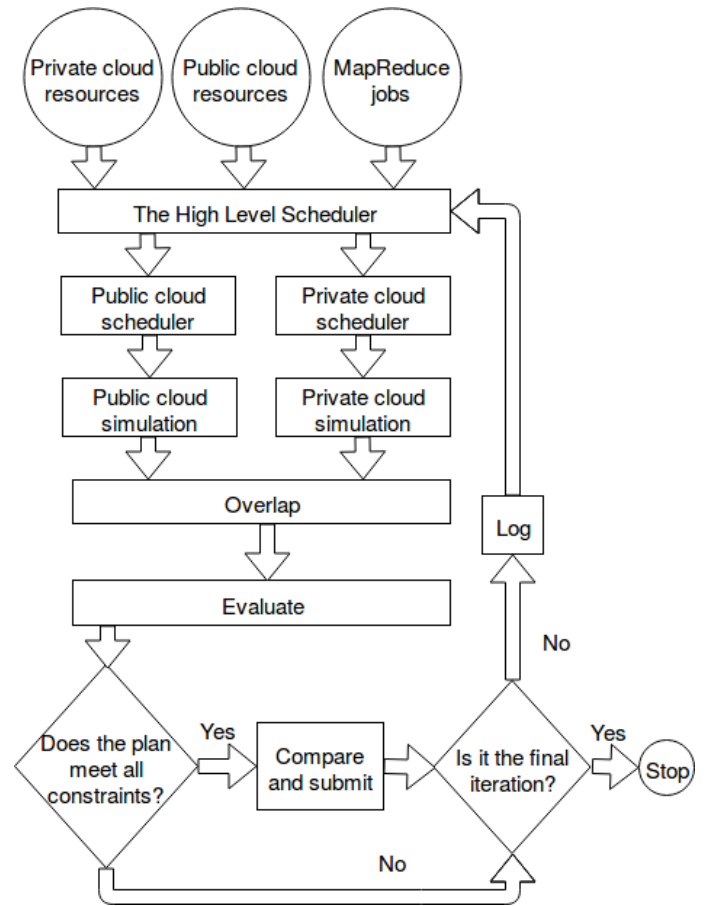 Private cloud
resources
Public cloud
resources
MapReduce
jobs
The High Level Scheduler
Public cloud
scheduler
Private cloud
scheduler
Public cloud
simulation
Private cloud
simulation
Overlap
Log
Evaluate
No
Does the plan
meet all
constraints?
Yes
Compare
and submit
Is it the final
iteration?
Yes
Stop
No